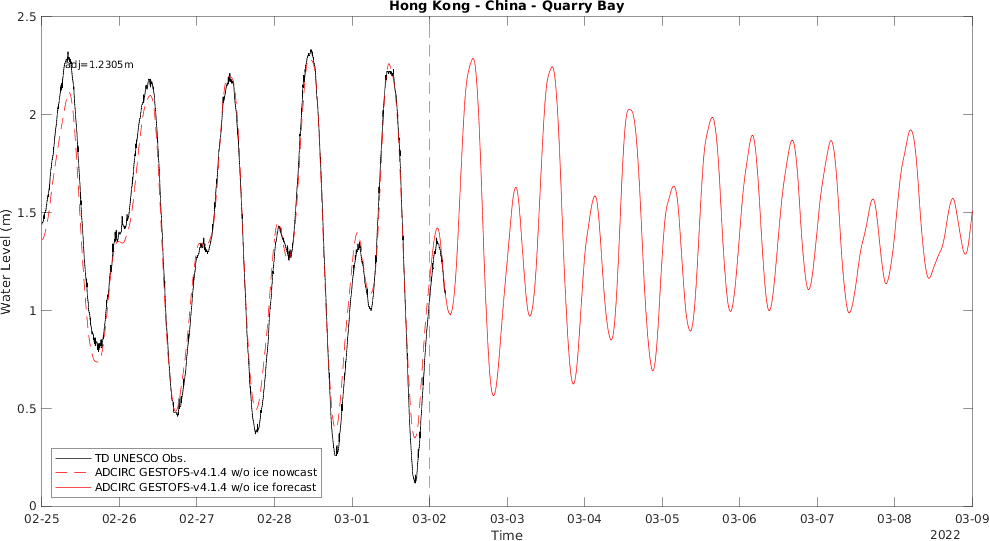 Hong Kong - China - Quarry Bay
2.5
2
1.5
1
0.5
0
Water Level (m)
adj=1.2305m
TD UNESCO Obs.
ADCIRC GESTOFS-v4.1.4 w/o ice nowcast
ADCIRC GESTOFS-v4.1.4 w/o ice forecast
02-25 02-26 02-27 02-28 03-01 03-02 03-03 03-04 03-05 03-06 03-07 03-08 03-09
Time
2022